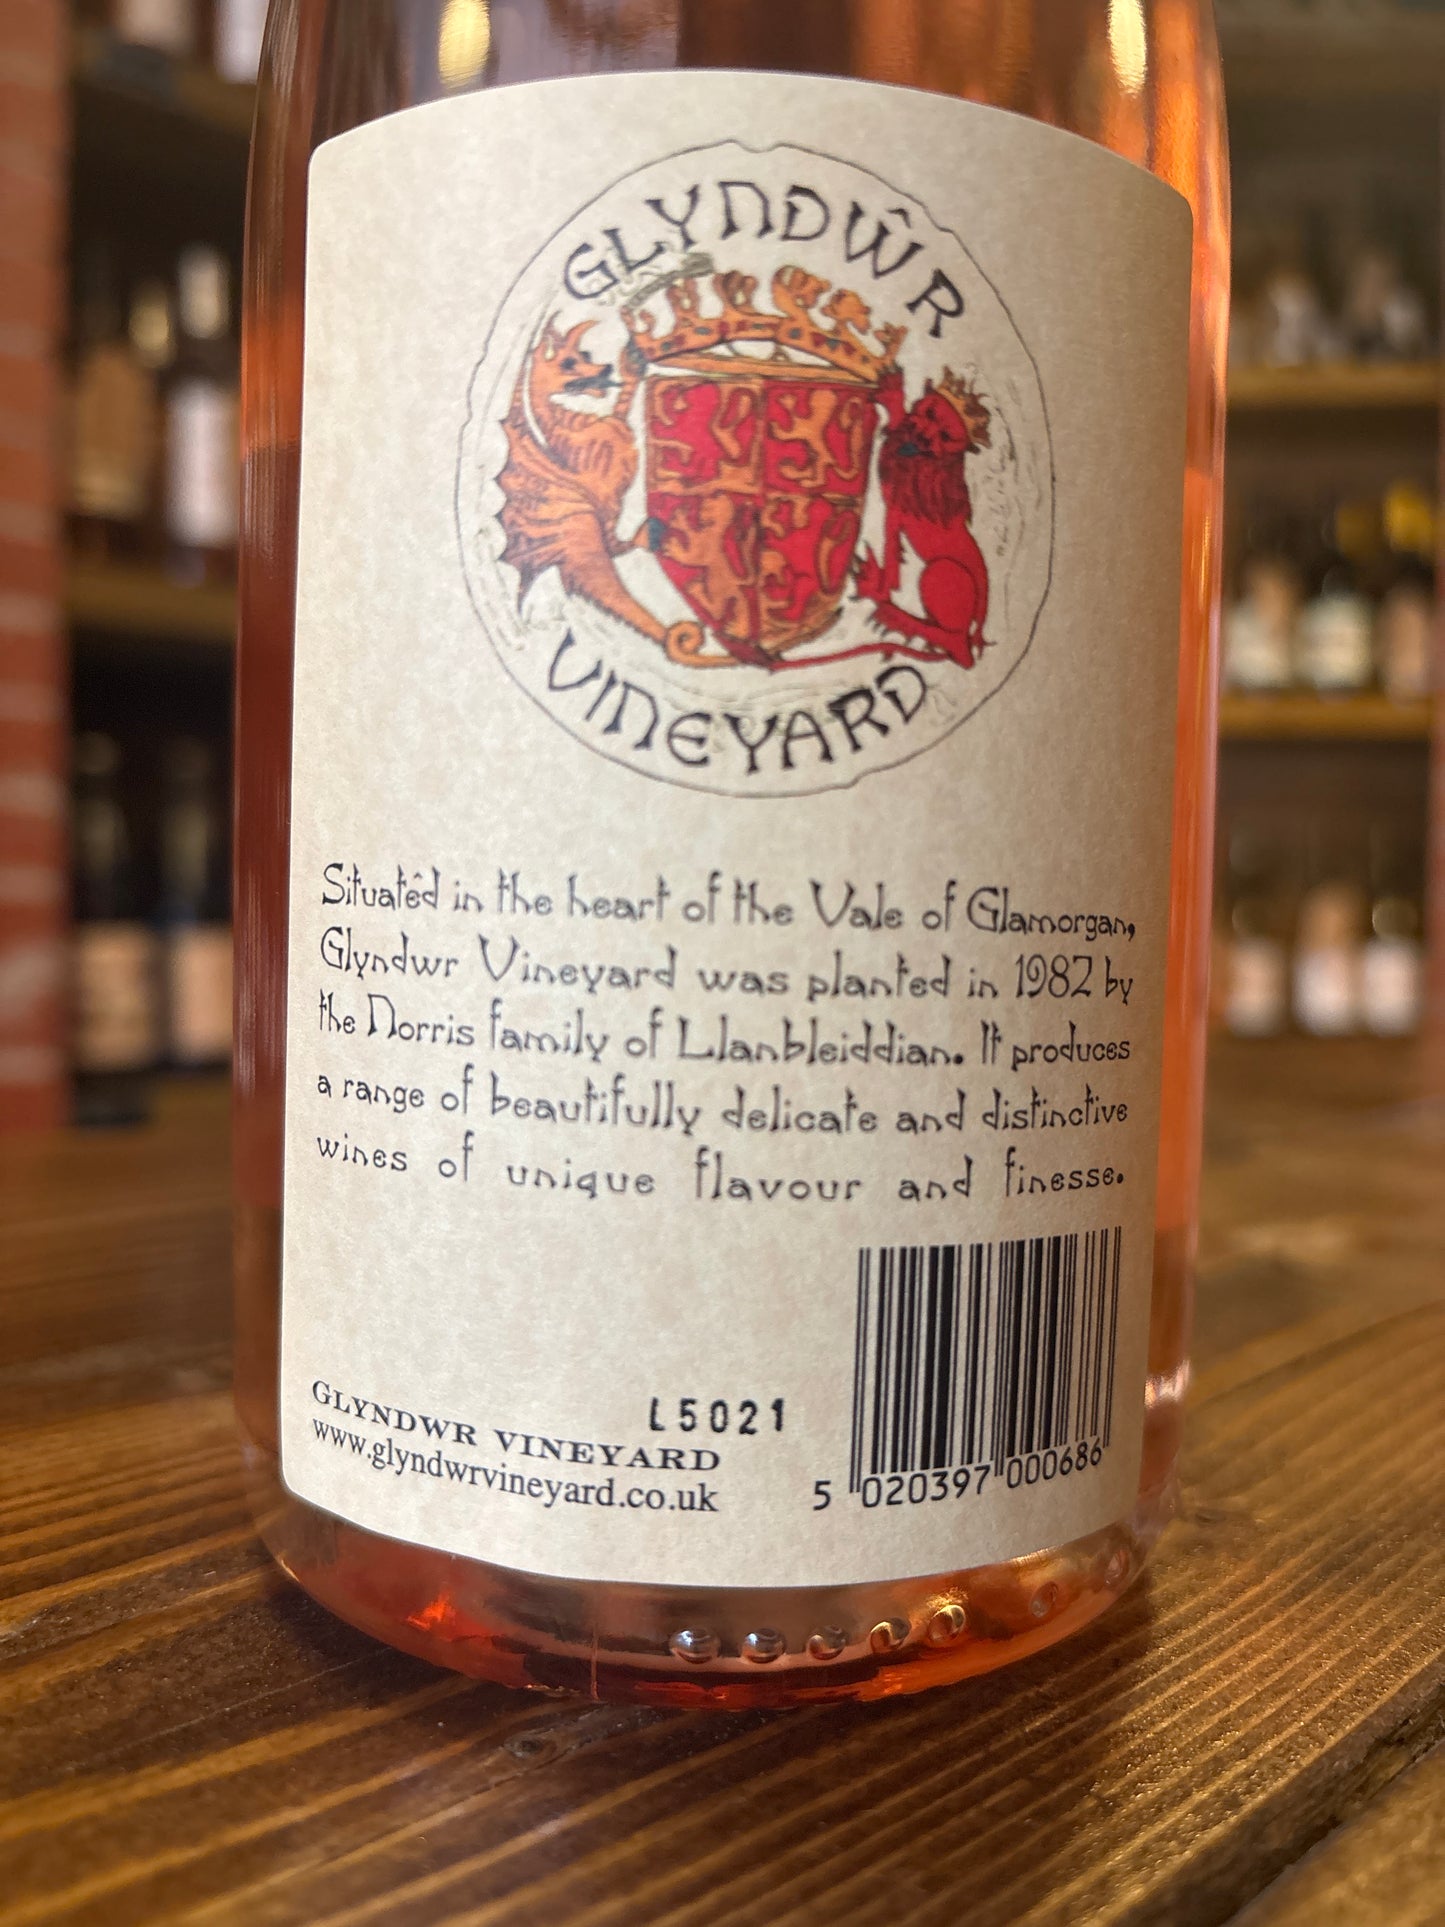 GLYNDŴR
VINEYARD
Situatêd in the heart of the Vale of Glamorgan,
Glyndwr Vineyard was planted in 1982 by
the Norris family of Llanbleiddian. It produces
a range of beautifully delicate and distinctive
wines of unique flavour and finesse.
L5021
GLYNDWR VINEYARD
www.glyndwrvineyard.co.uk
5 020397 000686